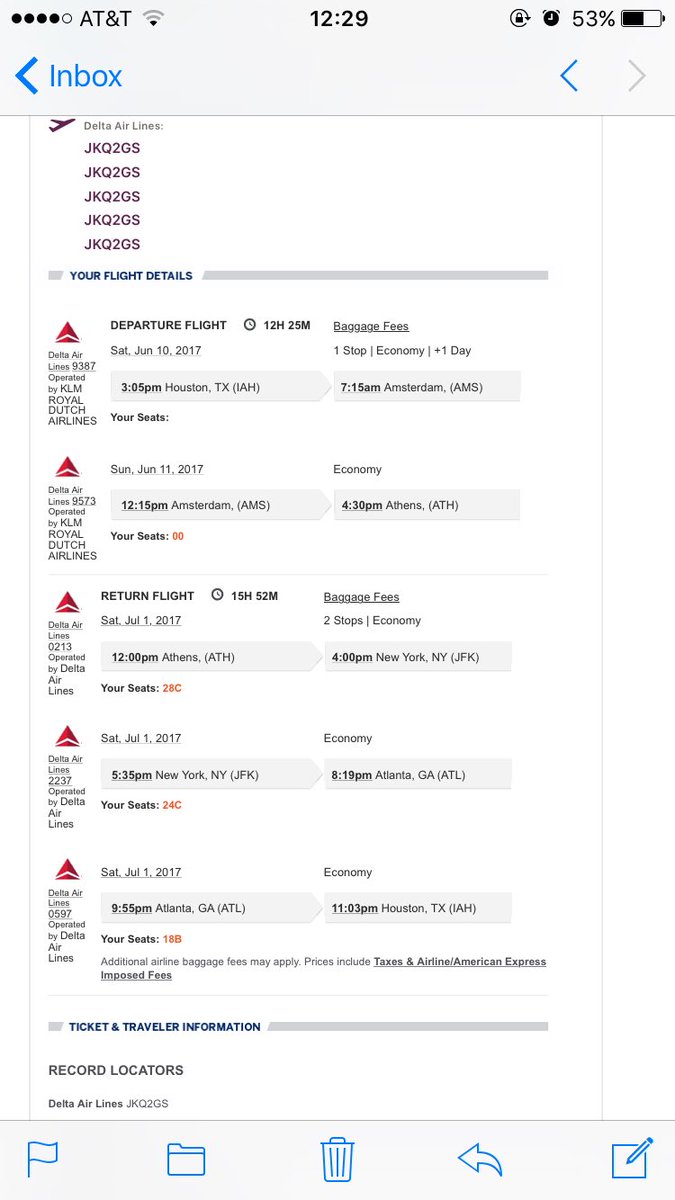 AT&T 12:29 53%
Inbox
Delta Air Lines:
JKQ2GS
JKQ2GS
JKQ2GS
JKQ2GS
JKQ2GS
YOUR FLIGHT DETAILS
DEPARTURE FLIGHT 12H 25M Baggage Fees
Delta Air
Lines 9387
Operated
by KLM
ROYAL
DUTCH
AIRLINES
Sat, Jun 10, 2017 1 Stop | Economy | +1 Day
3:05pm Houston, TX (IAH) 7:15am Amsterdam, (AMS)
Your Seats:
Delta Air
Lines 9573
Operated
by KLM
ROYAL
DUTCH
AIRLINES
Sun, Jun 11, 2017 Economy
12:15pm Amsterdam, (AMS) 4:30pm Athens, (ATH)
Your Seats: 00
RETURN FLIGHT 15H 52M Baggage Fees
Delta Air
Lines
0213
Operated
by Delta
Air
Lines
Sat, Jul 1, 2017 2 Stops | Economy
12:00pm Athens, (ATH) 4:00pm New York, NY (JFK)
Your Seats: 28C
Delta Air
Lines
2237
Operated
by Delta
Air
Lines
Sat, Jul 1, 2017 Economy
5:35pm New York, NY (JFK) 8:19pm Atlanta, GA (ATL)
Your Seats: 24C
Delta Air
Lines
0597
Operated
by Delta
Air
Lines
Sat, Jul 1, 2017 Economy
9:55pm Atlanta, GA (ATL) 11:03pm Houston, TX (IAH)
Your Seats: 18B
Additional airline baggage fees may apply. Prices include Taxes & Airline/American Express
Imposed Fees
TICKET & TRAVELER INFORMATION
RECORD LOCATORS
Delta Air Lines JKQ2GS